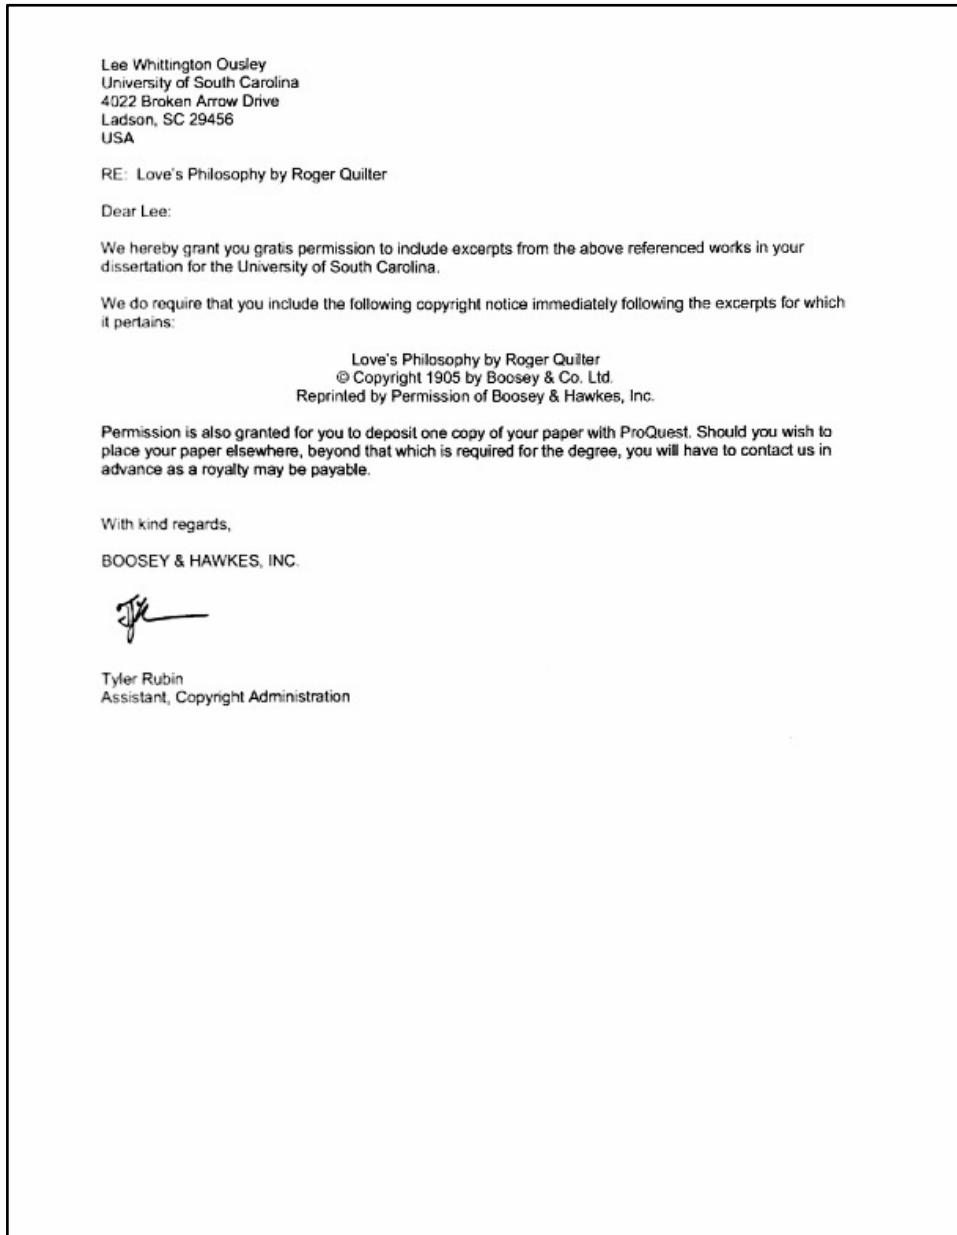 Lee Whittington Ousley
University of South Carolina
4022 Broken Arrow Drive
Ladson, SC 29456
USA
RE: Love's Philosophy by Roger Quilter
Dear Lee:
We hereby grant you gratis permission to include excerpts from the above referenced works in your
dissertation for the University of South Carolina.
We do require that you include the following copyright notice immediately following the excerpts for which
it pertains:
Love's Philosophy by Roger Quilter
© Copyright 1905 by Boosey & Co. Ltd.
Reprinted by Permission of Boosey & Hawkes, Inc.
Permission is also granted for you to deposit one copy of your paper with ProQuest. Should you wish to
place your paper elsewhere, beyond that which is required for the degree, you will have to contact us in
advance as a royalty may be payable.
With kind regards,
BOOSEY & HAWKES, INC.
Tyler Rubin
Assistant, Copyright Administration